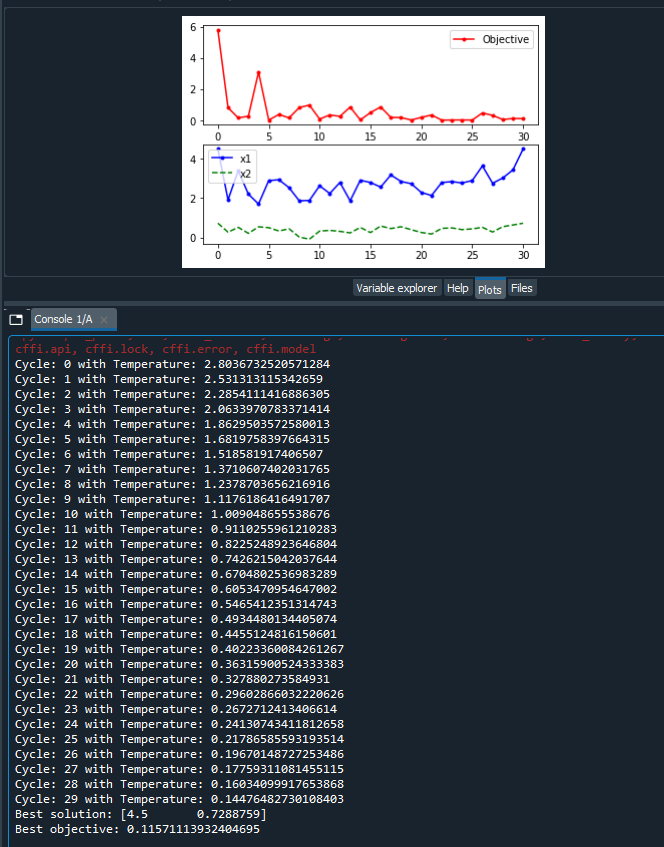 6
4
2
0
Objective
0 5 10 15 20 25 30
4
2
0
x1
x2
0 5 10 15 20 25 30
Variable explorer Help Plots Files
Console 1/A
cffi.api, cffi.lock, cffi.error, cffi.model
Cycle: 0 with Temperature: 2.8036732520571284
Cycle: 1 with Temperature: 2.531313115342659
Cycle: 2 with Temperature: 2.2854111416886305
Cycle: 3 with Temperature: 2.0633970783371414
Cycle: 4 with Temperature: 1.8629503572580013
Cycle: 5 with Temperature: 1.6819758397664315
Cycle: 6 with Temperature: 1.518581917406507
Cycle: 7 with Temperature: 1.3710607402031765
Cycle: 8 with Temperature: 1.2378703656216916
Cycle: 9 with Temperature: 1.1176186416491707
Cycle: 10 with Temperature: 1.009048655538676
Cycle: 11 with Temperature: 0.9110255961210283
Cycle: 12 with Temperature: 0.8225248923646804
Cycle: 13 with Temperature: 0.7426215042037644
Cycle: 14 with Temperature: 0.6704802536983289
Cycle: 15 with Temperature: 0.6053470954647002
Cycle: 16 with Temperature: 0.5465412351314743
Cycle: 17 with Temperature: 0.4934480134405074
Cycle: 18 with Temperature: 0.4455124816150601
Cycle: 19 with Temperature: 0.40223360084261267
Cycle: 20 with Temperature: 0.36315900524333383
Cycle: 21 with Temperature: 0.327880273584931
Cycle: 22 with Temperature: 0.29602866032220626
Cycle: 23 with Temperature: 0.2672712413406614
Cycle: 24 with Temperature: 0.24130743411812658
Cycle: 25 with Temperature: 0.21786585593193514
Cycle: 26 with Temperature: 0.19670148727253486
Cycle: 27 with Temperature: 0.17759311081455115
Cycle: 28 with Temperature: 0.16034099917653868
Cycle: 29 with Temperature: 0.14476482730108403
Best solution: [4.5 0.7288759]
Best objective: 0.11571113932404695